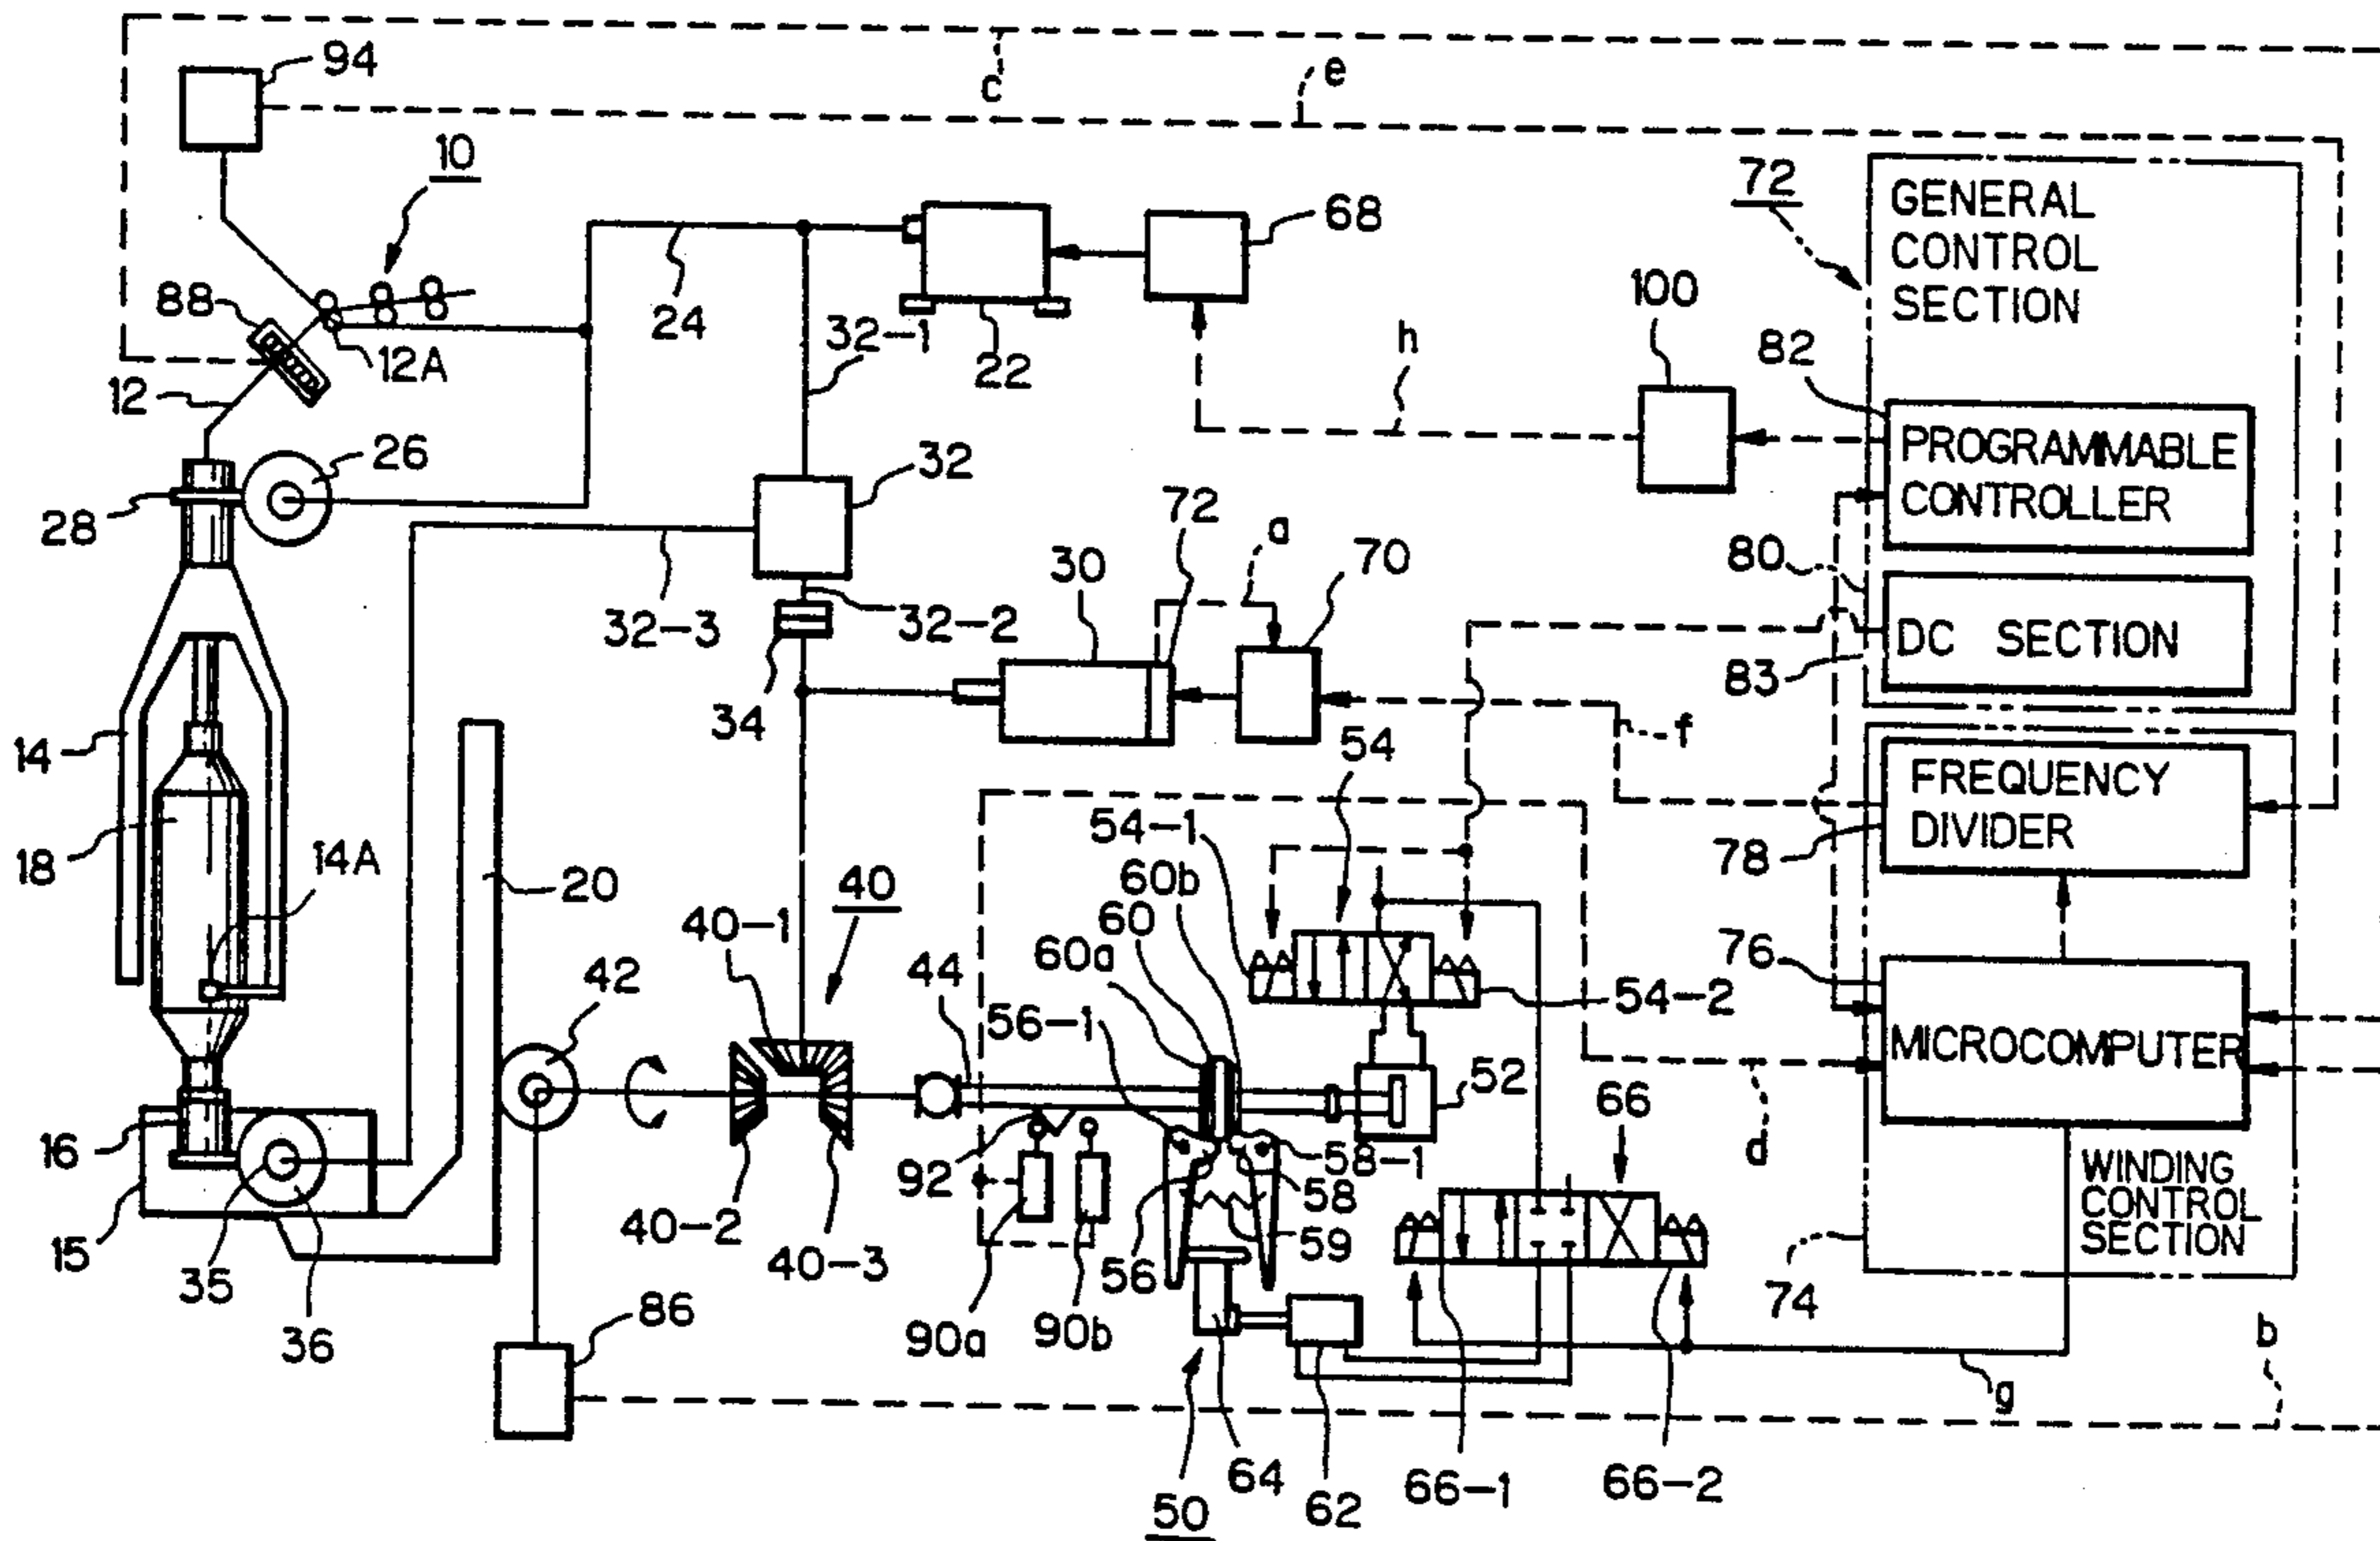 94
c
e
10
72
GENERAL
CONTROL
SECTION
68
88
24
32-1
22
100
h
82
12A
12
26
32
PROGRAMMABLE
CONTROLLER
28
72
a
30
70
80
32-3
32-2
DC SECTION
83
34
f
14
54
FREQUENCY
DIVIDER
54-1
18
14A
20
60b
78
40
60
40-1
60a
76
42
44
54-2
56-1
MICROCOMPUTER
52
66
58-1
d
16
92
58
WINDING
CONTROL
SECTION
40-2
59
15
40-3
56
35
74
86
36
90a
90b
b
g
64
66-1
66-2
62
50